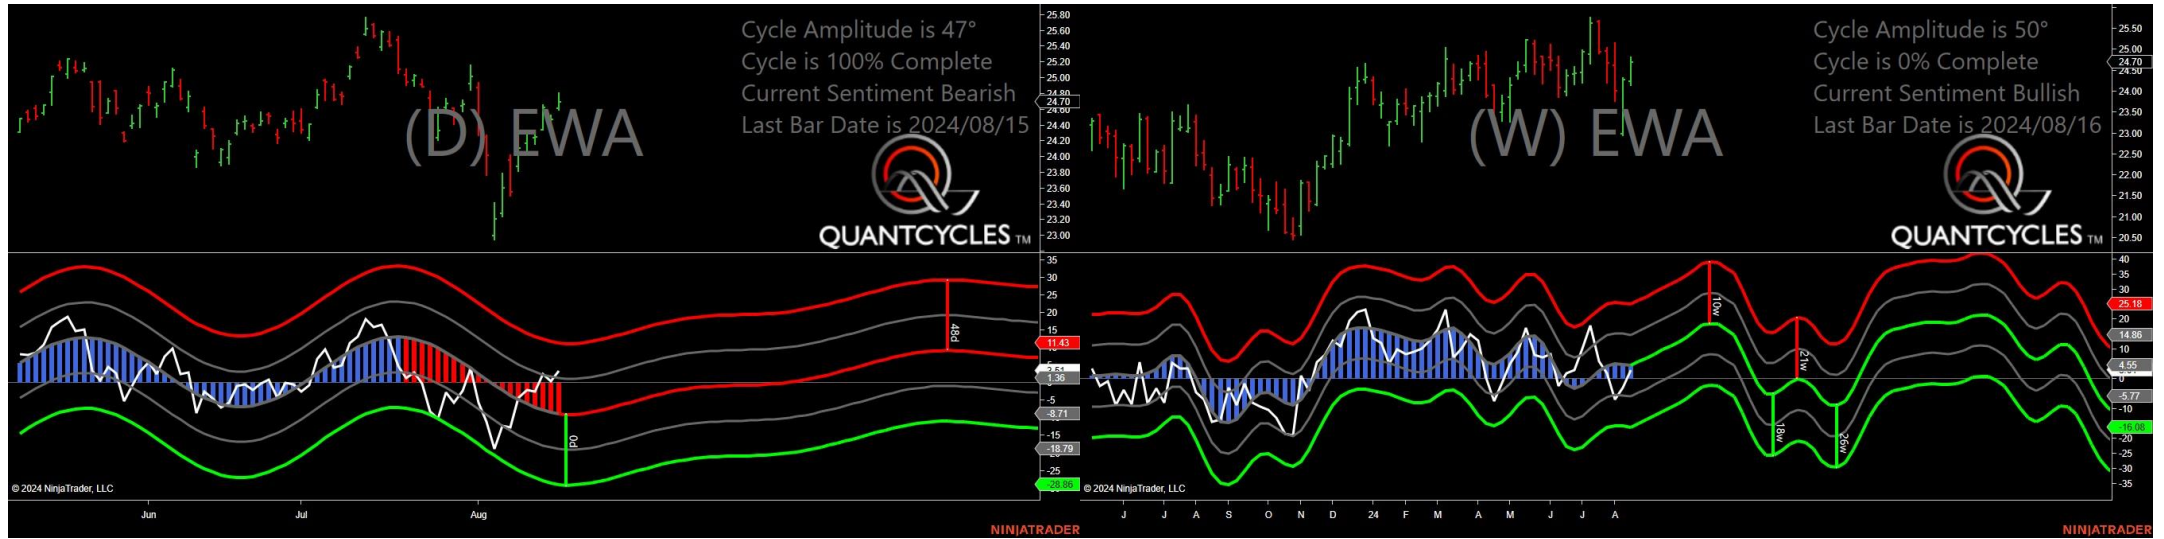 Cycle Amplitude is 47°
Cycle is 100% Complete
Current Sentiment Bearish
Last Bar Date is 2024/08/15
(D) EWA
QUANTCYCLES TM
25.80
25.60
25.40
25.20
25.00
24.80
24.70
24.60
24.40
24.20
24.00
23.80
23.60
23.40
23.20
23.00
35
30
25
20
15
11.43
1.36
-5
-8.71
-15
-18.79
-25
-28.86
48d
0d
© 2024 NinjaTrader, LLC
Jun
Jul
Aug
NINJATRADER
Cycle Amplitude is 50°
Cycle is 0% Complete
Current Sentiment Bullish
Last Bar Date is 2024/08/16
(W) EWA
QUANTCYCLES TM
25.50
25.00
24.70
24.50
24.00
23.50
23.00
22.50
22.00
21.50
21.00
20.50
40
35
30
25.18
20
14.86
10
4.55
0
-5.77
-10
-16.08
-20
-25
-30
-35
10w
21w
18w
26w
© 2024 NinjaTrader, LLC
J
J
A
S
O
N
D
24
F
M
A
M
J
J
A
NINJATRADER